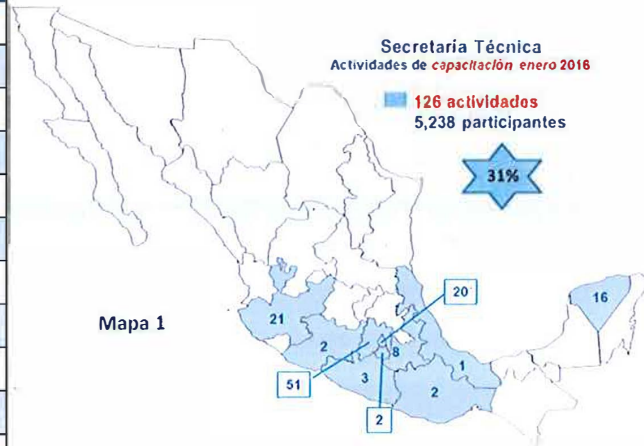 Secretaría Técnica
Actividades de capacitación enero 2016
126 actividados
5,238 participantes
31%
20
16
21
Mapa 1
2
8
1
51
3
2
2